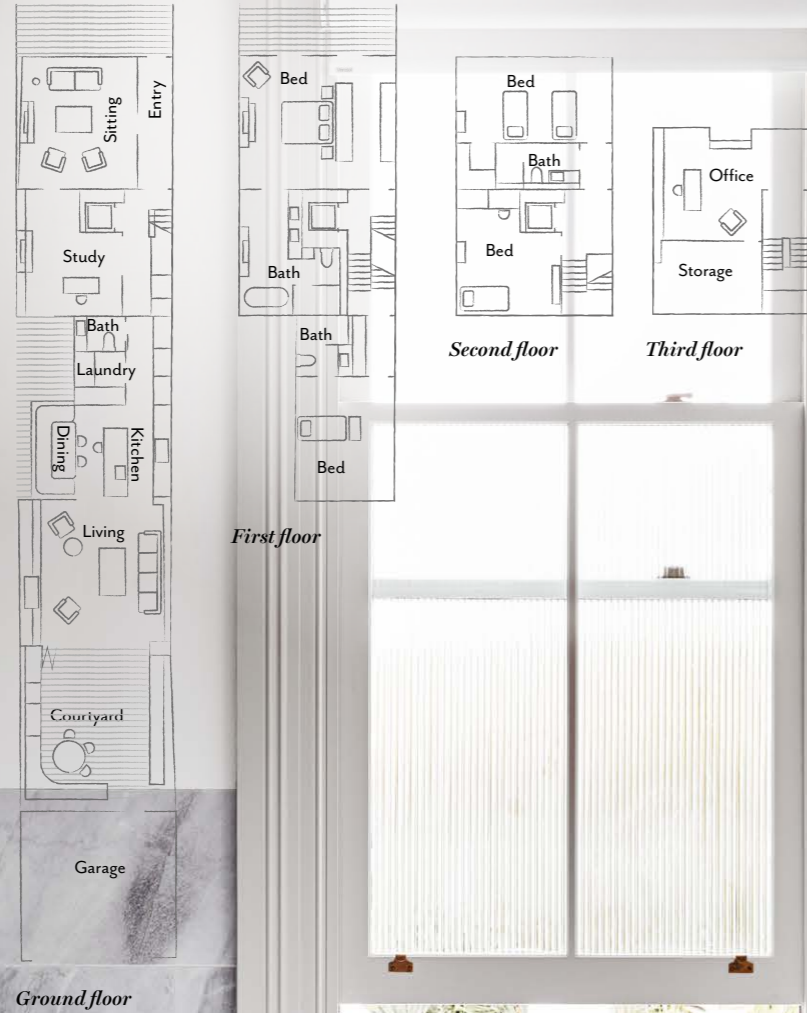 Sitting
Entry
Study
Bath
Laundry
Dining
Kitchen
Living
Courtyard
Garage
Ground floor
Bed
Bath
Bath
Bed
First floor
Bed
Bath
Bed
Second floor
Office
Storage
Third floor